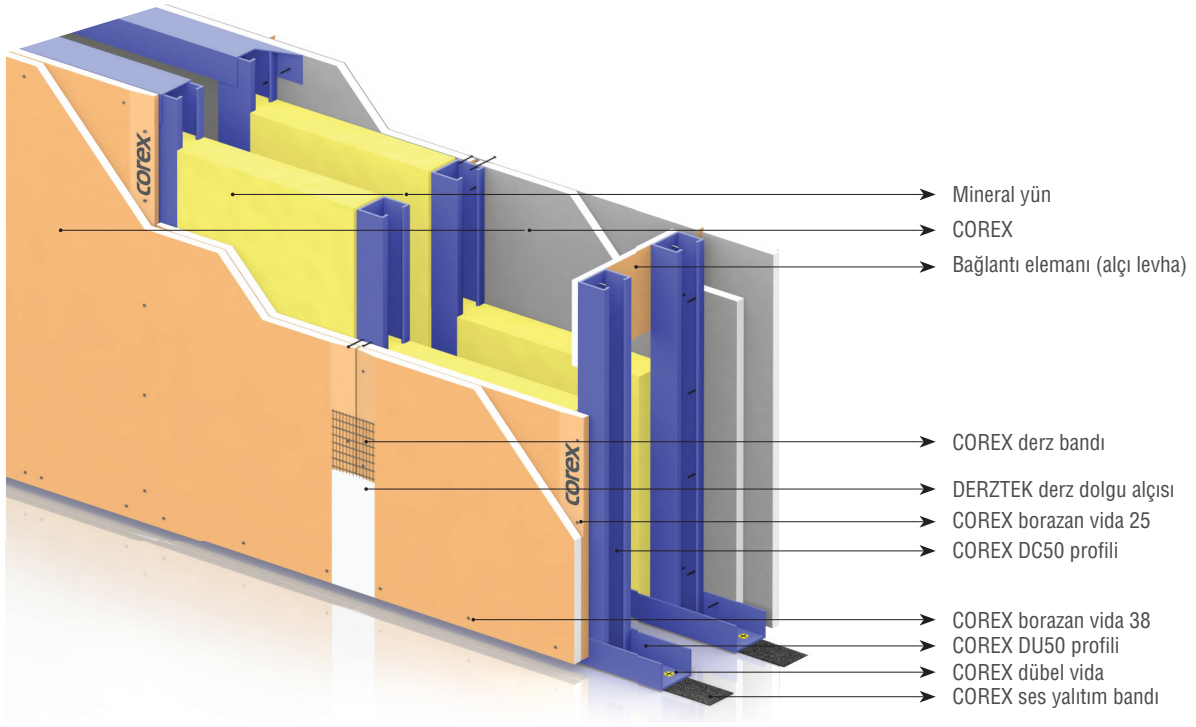 corex
corex
Mineral yün
COREX
Bağlantı elemanı (alçı levha)
COREX derz bandı
DERZTEK derz dolgu alçısı
COREX borazan vida 25
COREX DC50 profili
COREX borazan vida 38
COREX DU50 profili
COREX dübel vida
COREX ses yalıtım bandı